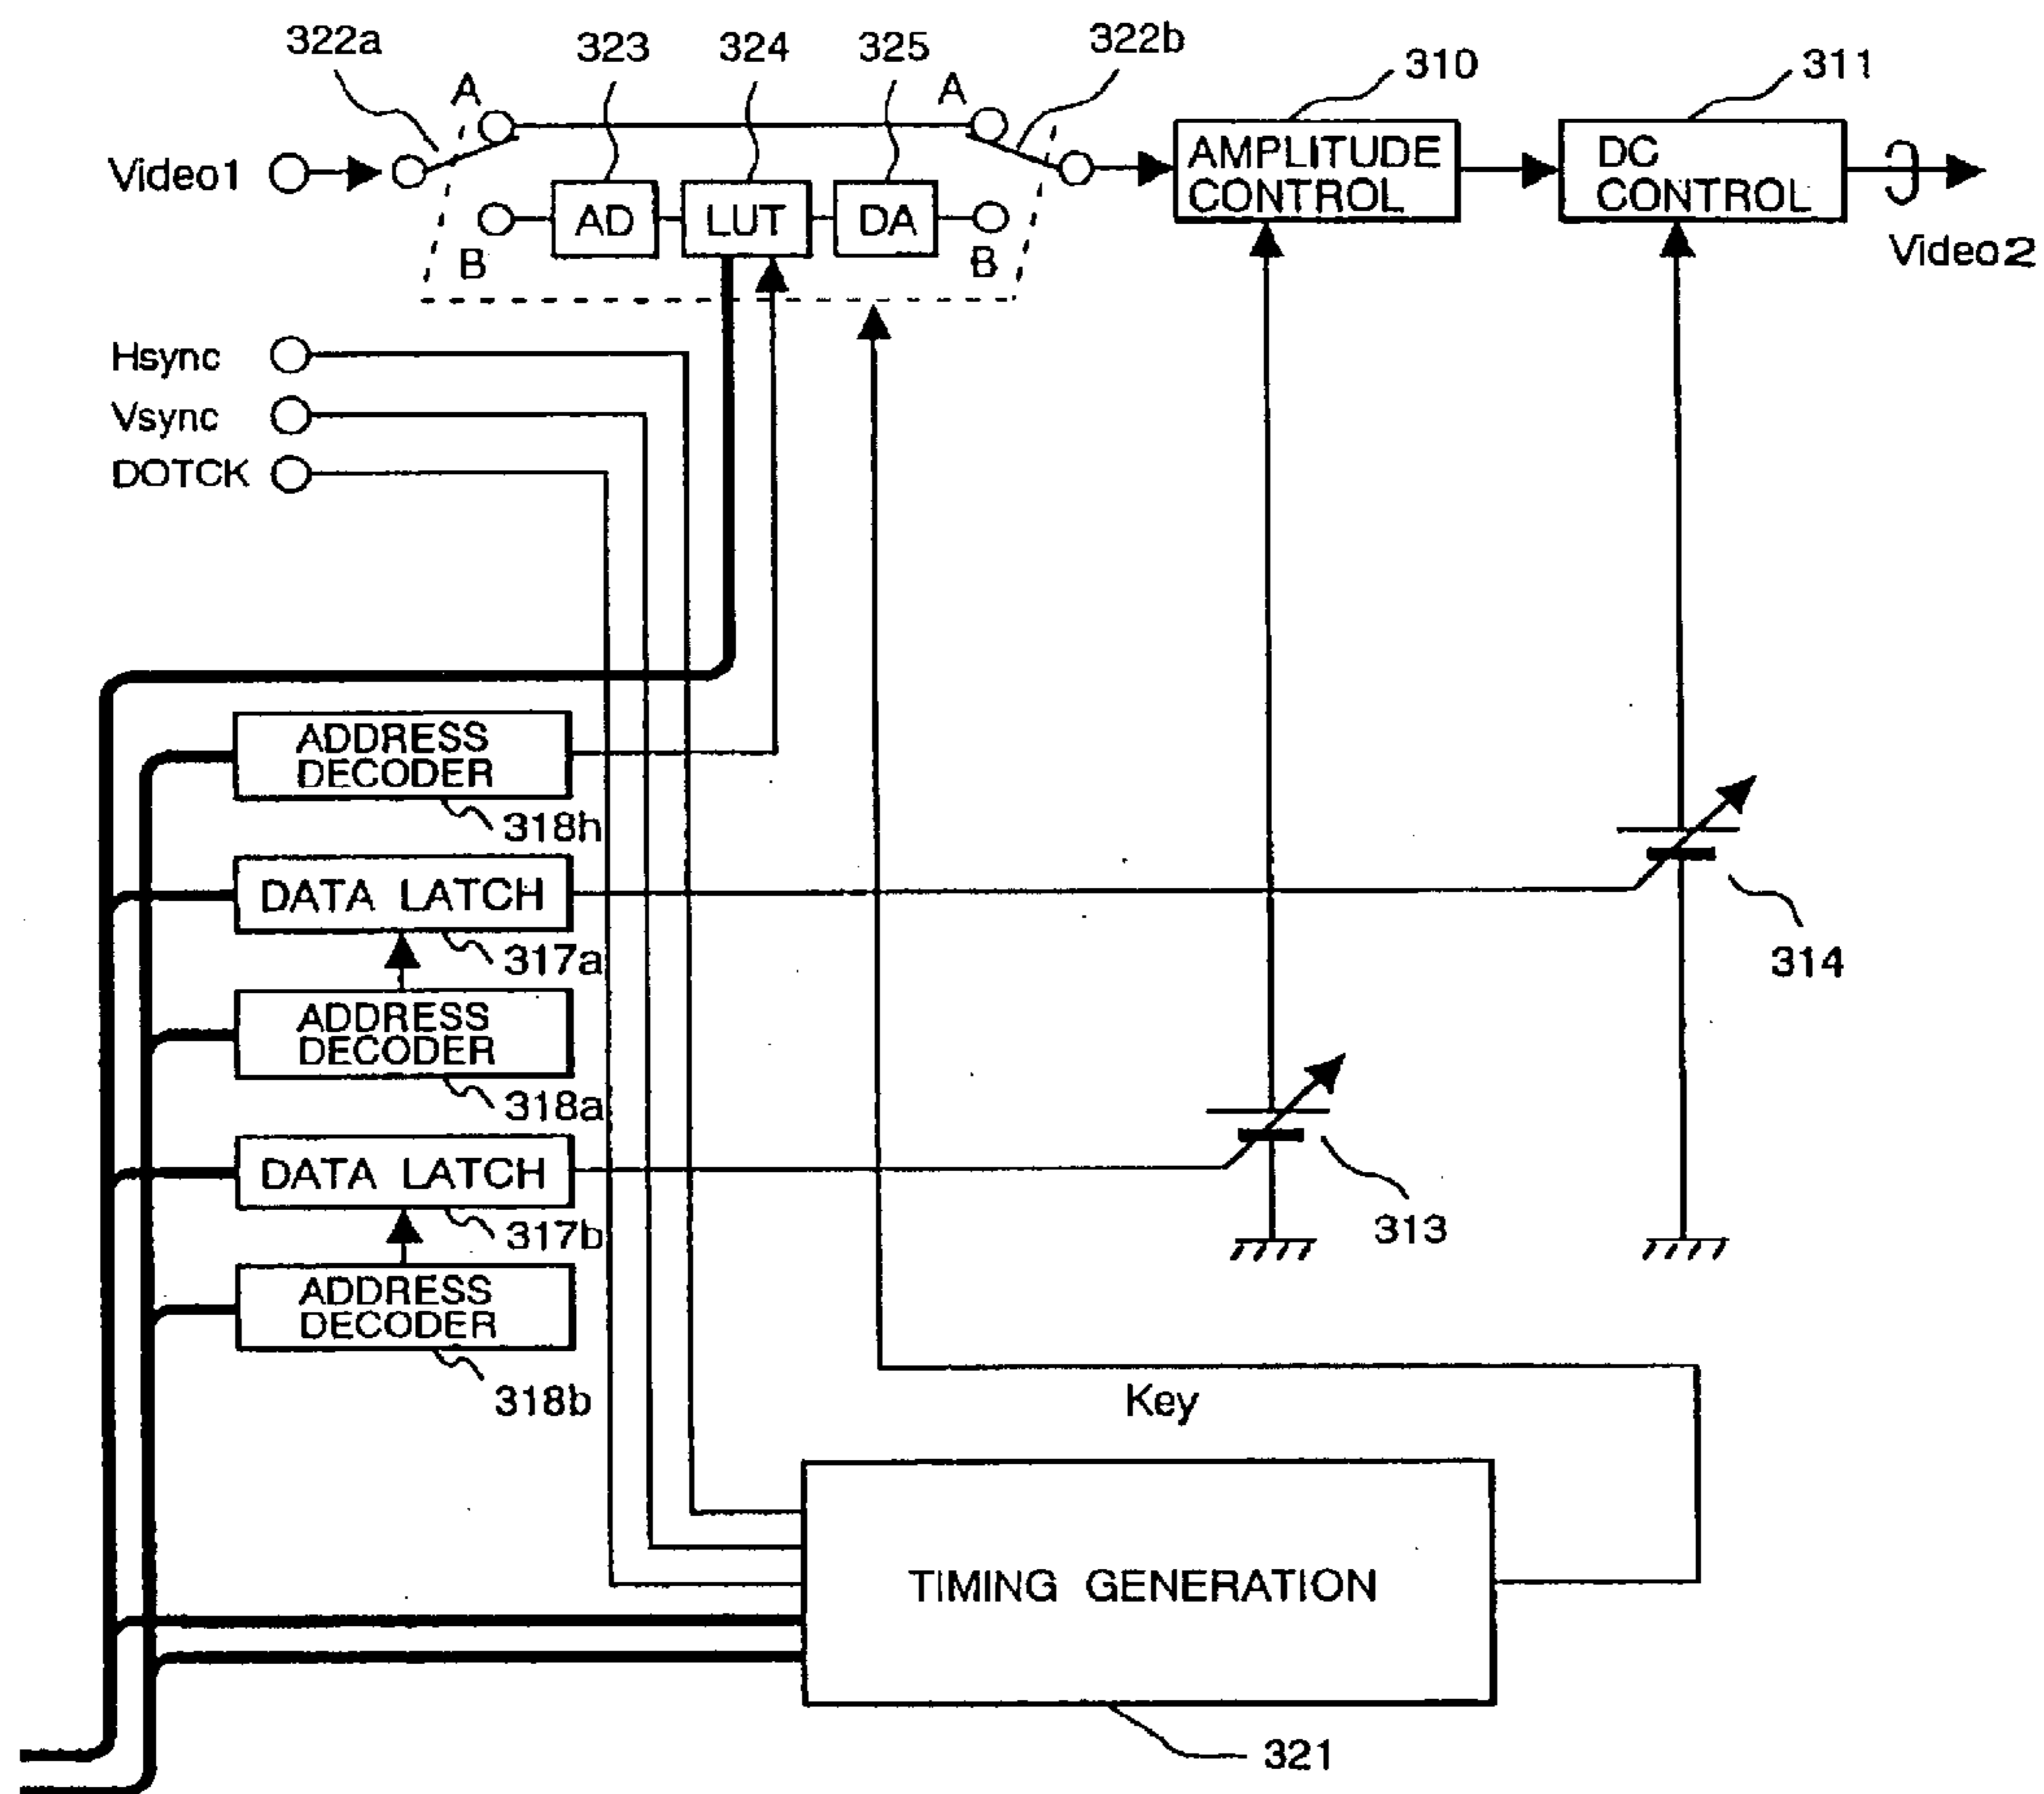 322a 323 324 325 322b 310 311
A A
Video1
AMPLITUDE
CONTROL
DC
CONTROL
AD LUT DA
B B
Video2
Hsync
Vsync
DOTCK
ADDRESS
DECODER
318h
DATA LATCH
317a
314
ADDRESS
DECODER
318a
DATA LATCH
317b
313
ADDRESS
DECODER
318b
Key
TIMING GENERATION
321